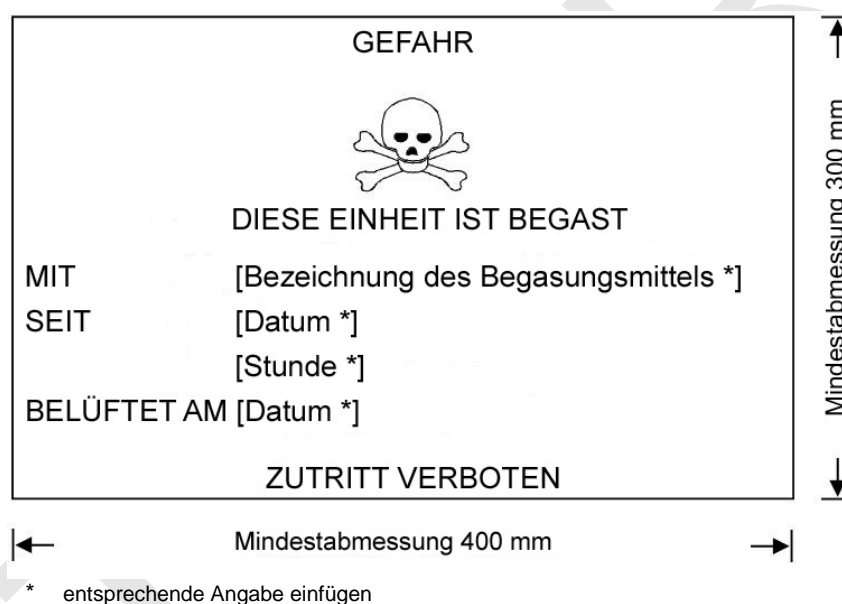 GEFAHR
DIESE EINHEIT IST BEGAST
MIT [Bezeichnung des Begasungsmittels *]
SEIT [Datum *]
[Stunde *]
BELÜFTET AM [Datum *]
ZUTRITT VERBOTEN
Mindestabmessung 300 mm
Mindestabmessung 400 mm
* entsprechende Angabe einfügen